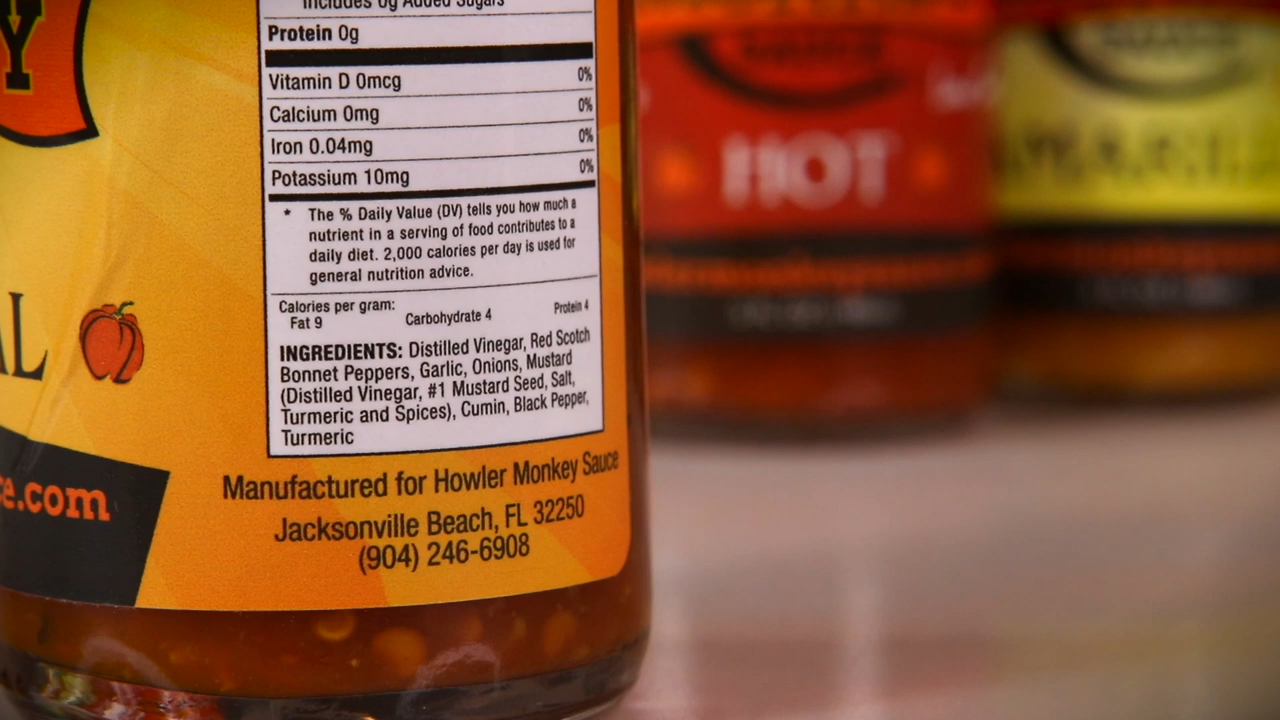 Includes 0g Added Sugars
Protein 0g
Vitamin D 0mcg 0%
Calcium 0mg 0%
Iron 0.04mg 0%
Potassium 10mg 0%
* The % Daily Value (DV) tells you how much a
nutrient in a serving of food contributes to a
daily diet. 2,000 calories per day is used for
general nutrition advice.
Calories per gram:
Fat 9 Carbohydrate 4 Protein 4
INGREDIENTS: Distilled Vinegar, Red Scotch
Bonnet Peppers, Garlic, Onions, Mustard
(Distilled Vinegar, #1 Mustard Seed, Salt,
Turmeric and Spices), Cumin, Black Pepper,
Turmeric
Manufactured for Howler Monkey Sauce
Jacksonville Beach, FL 32250
(904) 246-6908
Y
AL
e.com
HOT